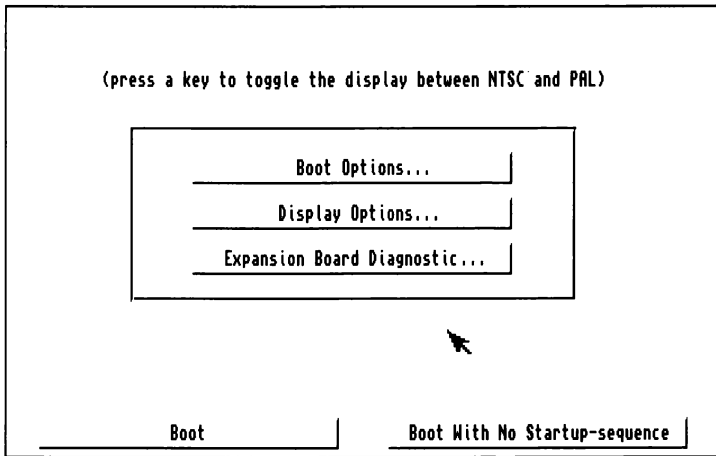 (press a key to toggle the display between NTSC and PAL)
Boot Options...
Display Options...
Expansion Board Diagnostic...
Boot
Boot With No Startup-sequence